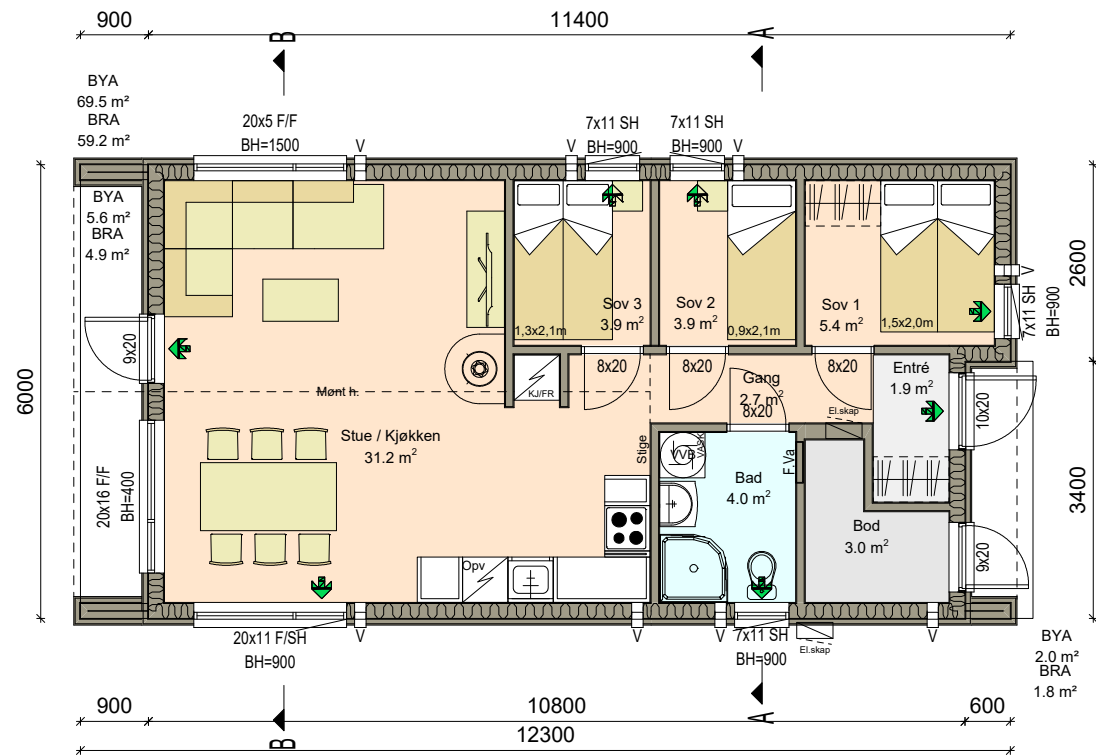 900
11400
B
A
BYA
69.5 m²
BRA
59.2 m²
20x5 F/F
BH=1500
V
V
7x11 SH
BH=900
7x11 SH
BH=900
V
BYA
5.6 m²
BRA
4.9 m²
Sov 3
3.9 m²
1,3x2,1m
Sov 2
3.9 m²
0,9x2,1m
Sov 1
5.4 m²
1,5x2,0m
V
7x11 SH
BH=900
2600
9x20
8x20
8x20
8x20
KJ/FR
Gang
2.7 m²
8x20
Entré
1.9 m²
El.skap
10x20
6000
Mønt h.
Stue / Kjøkken
31.2 m²
Stige
VVB
VASK
F.Va
Bad
4.0 m²
Bod
3.0 m²
3400
20x16 F/F
BH=400
9x20
Opv
20x11 F/SH
BH=900
V
V
V
7x11 SH
BH=900
El.skap
V
BYA
2.0 m²
BRA
1.8 m²
900
10800
600
B
A
12300